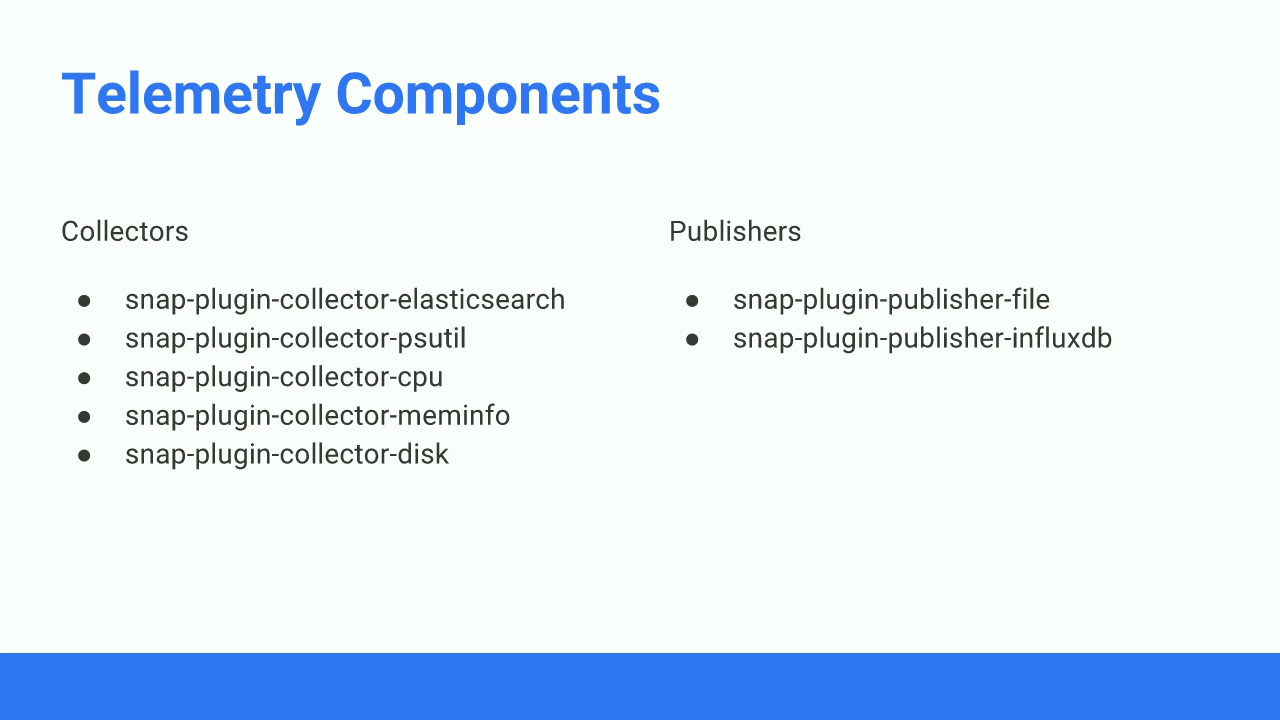 Telemetry Components
Collectors
● snap-plugin-collector-elasticsearch
● snap-plugin-collector-psutil
● snap-plugin-collector-cpu
● snap-plugin-collector-meminfo
● snap-plugin-collector-disk
Publishers
● snap-plugin-publisher-file
● snap-plugin-publisher-influxdb